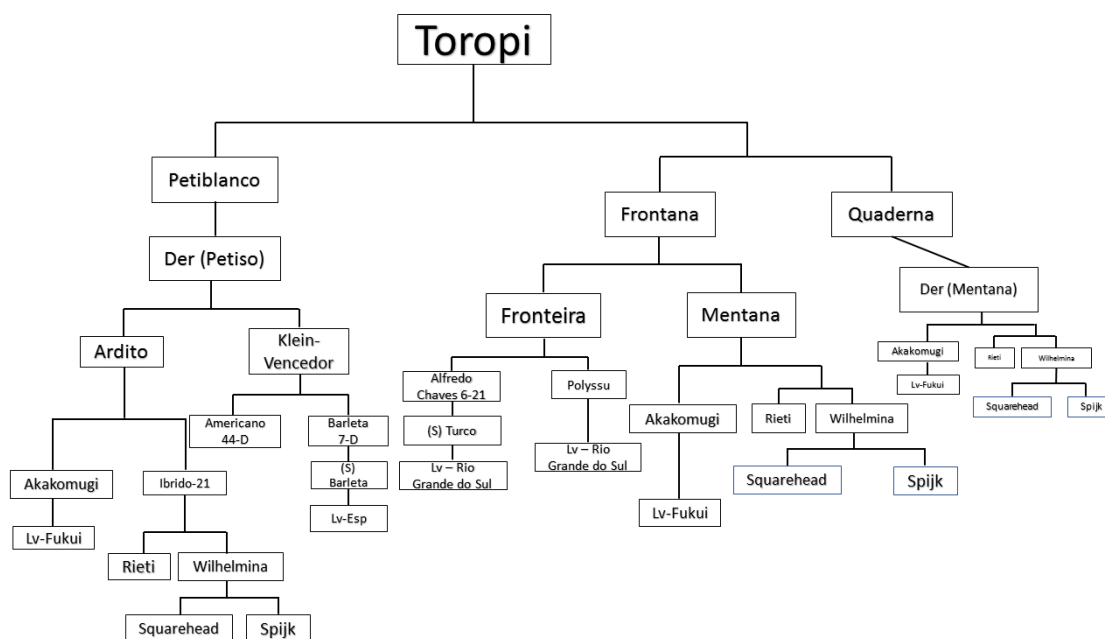 Toropi
Petiblanco
Frontana
Quaderna
Der (Petiso)
Der (Mentana)
Fronteira
Mentana
Ardito
Klein-
Vencedor
Akakomugi
Rieti
Wilhelmina
Alfredo
Chaves 6-21
Polyssu
Lv-Fukui
Akakomugi
Rieti
Wilhelmina
Squarehead
Spijk
Americano
44-D
Barleta
7-D
(S) Turco
Lv – Rio
Grande do Sul
Lv – Rio
Grande do Sul
Akakomugi
Ibrido-21
(S)
Barleta
Squarehead
Spijk
Lv-Fukui
Lv-Esp
Lv-Fukui
Rieti
Wilhelmina
Squarehead
Spijk